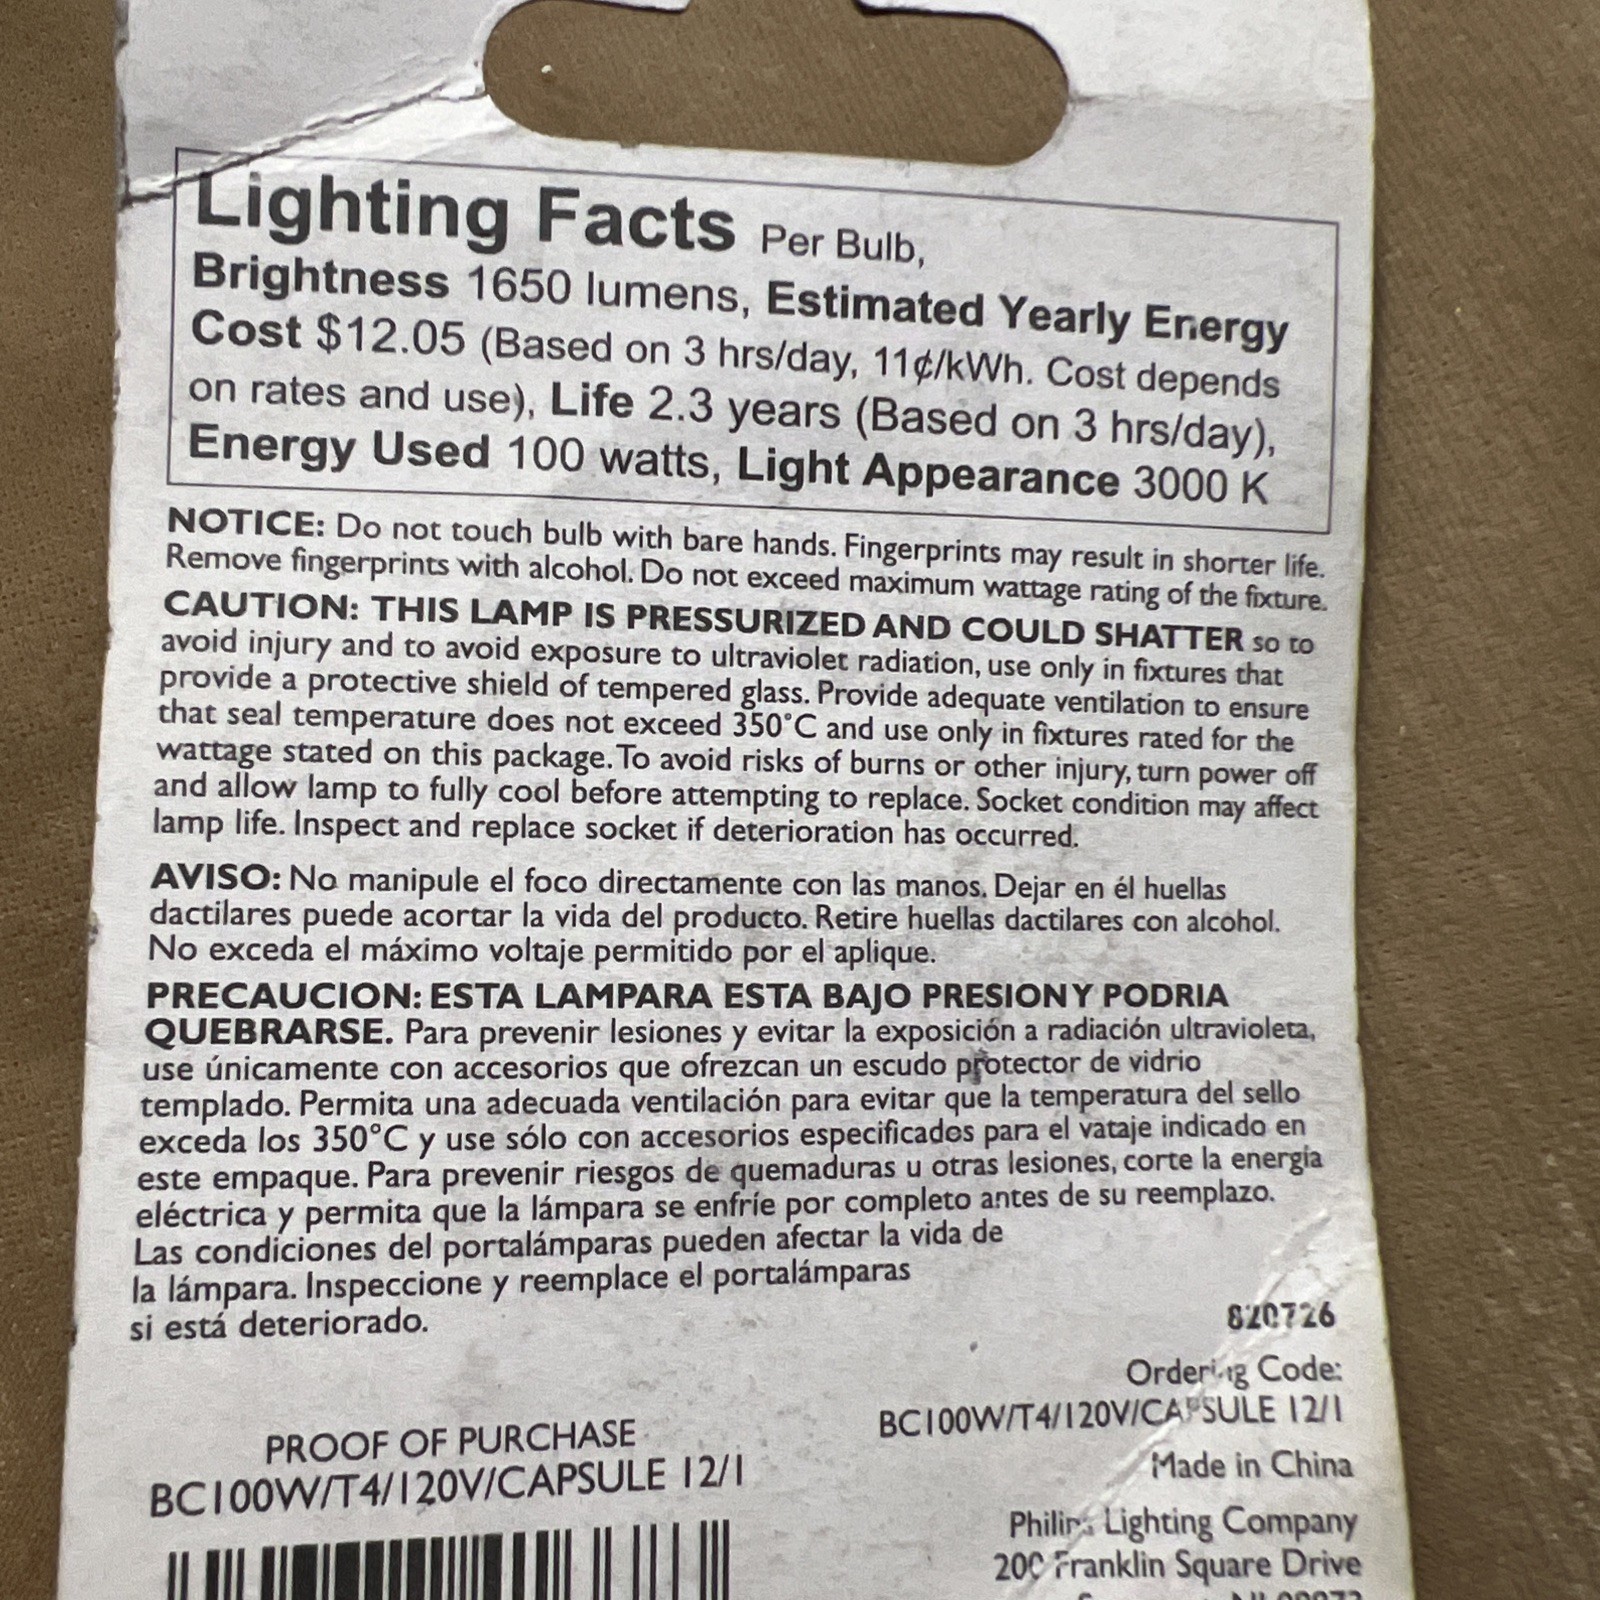 Lighting Facts Per Bulb,
Brightness 1650 lumens, Estimated Yearly Energy
Cost $12.05 (Based on 3 hrs/day, 11¢/kWh. Cost depends
on rates and use), Life 2.3 years (Based on 3 hrs/day),
Energy Used 100 watts, Light Appearance 3000 K
NOTICE: Do not touch bulb with bare hands. Fingerprints may result in shorter life.
Remove fingerprints with alcohol. Do not exceed maximum wattage rating of the fixture.
CAUTION: THIS LAMP IS PRESSURIZED AND COULD SHATTER so to
avoid injury and to avoid exposure to ultraviolet radiation, use only in fixtures that
provide a protective shield of tempered glass. Provide adequate ventilation to ensure
that seal temperature does not exceed 350°C and use only in fixtures rated for the
wattage stated on this package. To avoid risks of burns or other injury, turn power off
and allow lamp to fully cool before attempting to replace. Socket condition may affect
lamp life. Inspect and replace socket if deterioration has occurred.
AVISO: No manipule el foco directamente con las manos. Dejar en él huellas
dactilares puede acortar la vida del producto. Retire huellas dactilares con alcohol.
No exceda el máximo voltaje permitido por el aplique.
PRECAUCION: ESTA LAMPARA ESTA BAJO PRESION Y PODRIA
QUEBRARSE. Para prevenir lesiones y evitar la exposición a radiación ultravioleta,
use únicamente con accesorios que ofrezcan un escudo protector de vidrio
templado. Permita una adecuada ventilación para evitar que la temperatura del sello
exceda los 350°C y use sólo con accesorios especificados para el vataje indicado en
este empaque. Para prevenir riesgos de quemaduras u otras lesiones, corte la energía
eléctrica y permita que la lámpara se enfríe por completo antes de su reemplazo.
Las condiciones del portalámparas pueden afectar la vida de
la lámpara. Inspeccione y reemplace el portalámparas
si está deteriorado.
820726
Ordering Code:
BC100W/T4/120V/CAPSULE 12/1
Made in China
Philips Lighting Company
200 Franklin Square Drive
PROOF OF PURCHASE
BC100W/T4/120V/CAPSULE 12/1